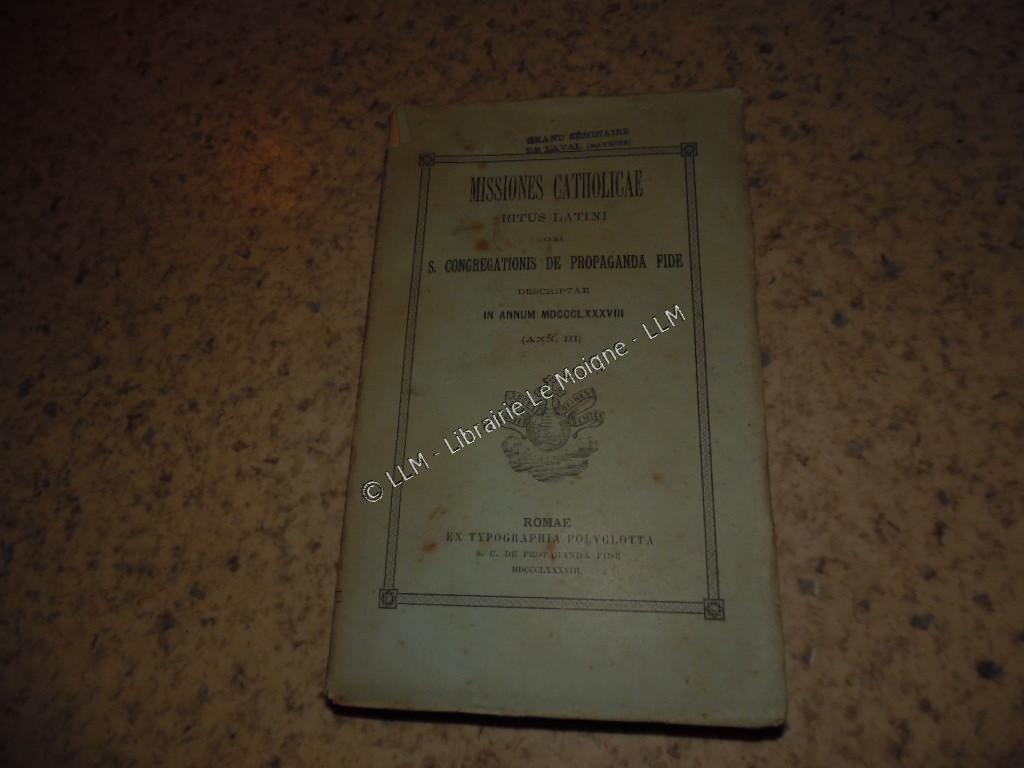 GRAND SÉMINAIRE
DE LAVAL (MAYENNE)
MISSIONES CATHOLICAE
RITUS LATINI
CURA
S. CONGREGATIONIS DE PROPAGANDA FIDE
DESCRIPTAE
IN ANNUM MDCCCLXXXVIII
(ANN. III)
© LLM - Librairie Le Moigne - LLM
ROMAE
EX TYPOGRAPHIA POLYGLOTTA
S. C. DE PROPAGANDA FIDE
MDCCCLXXXVIII.